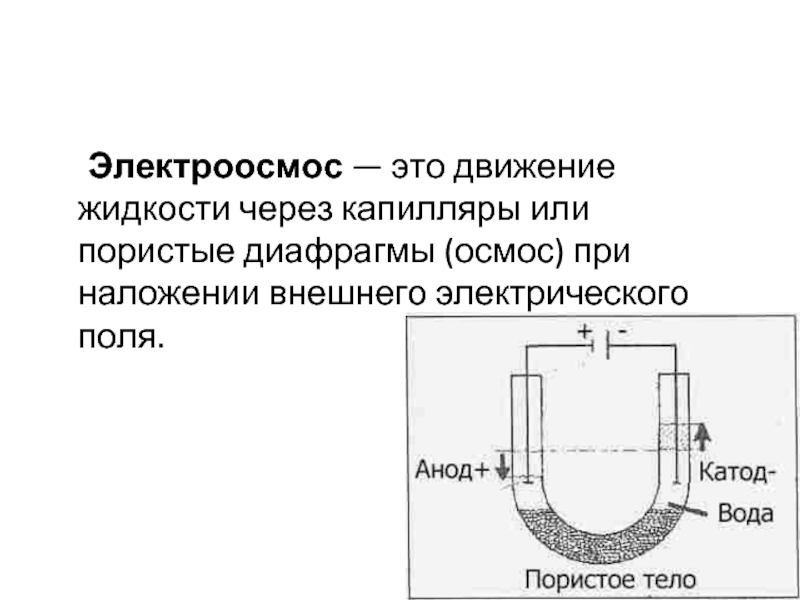 Электроосмос — это движение
жидкости через капилляры или
пористые диафрагмы (осмос) при
наложении внешнего электрического
поля.
+ -
Анод+
Катод-
Вода
Пористое тело